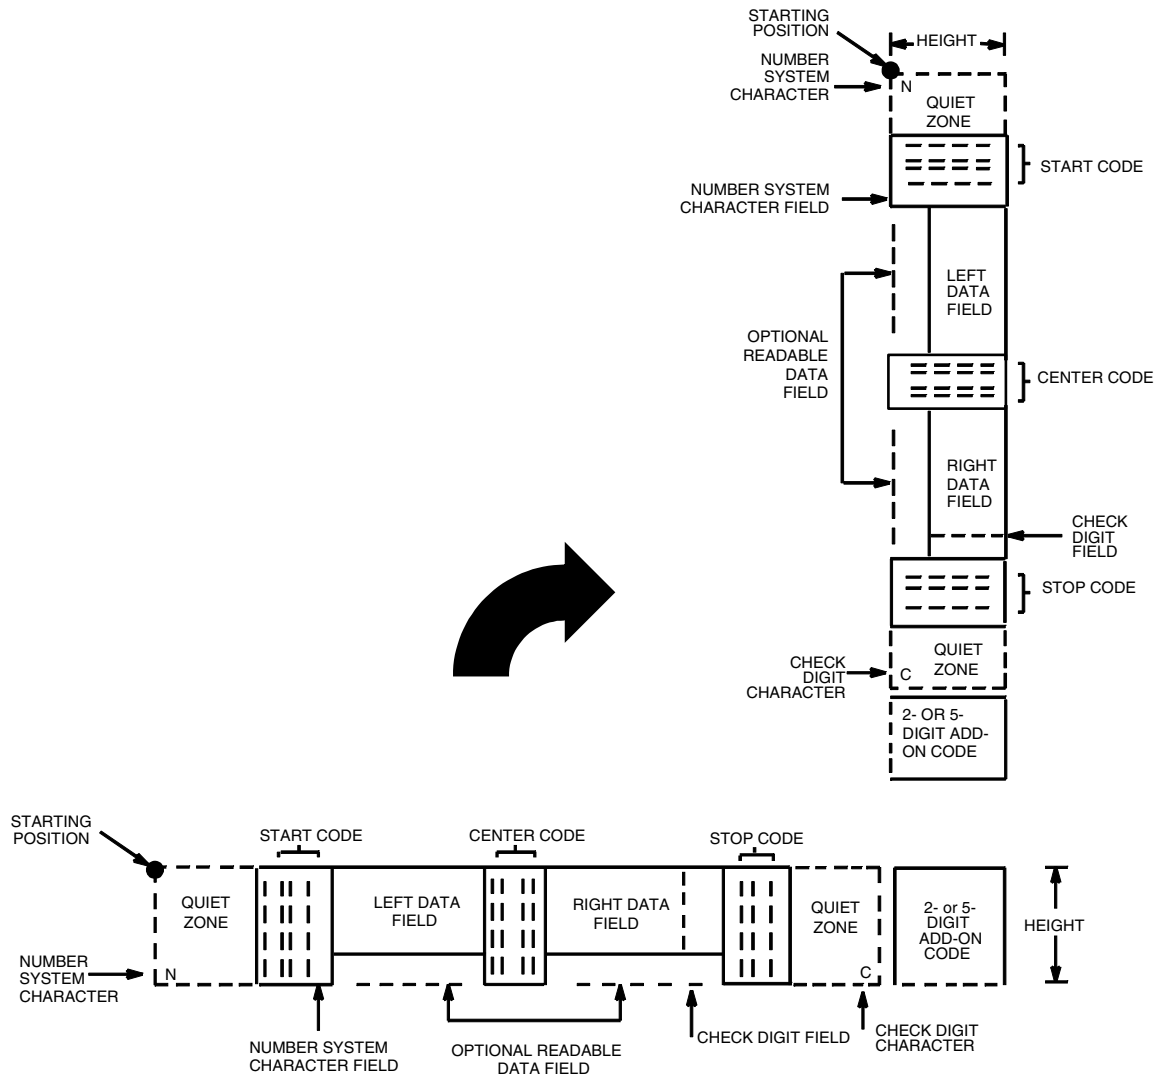 STARTING
POSITION
HEIGHT
NUMBER
SYSTEM
CHARACTER
N
QUIET
ZONE
START CODE
NUMBER SYSTEM
CHARACTER FIELD
LEFT
DATA
FIELD
OPTIONAL
READABLE
DATA
FIELD
CENTER CODE
RIGHT
DATA
FIELD
CHECK
DIGIT
FIELD
STOP CODE
QUIET
ZONE
CHECK
DIGIT
CHARACTER
C
2- OR 5-
DIGIT ADD-
ON CODE
STARTING
POSITION
START CODE
CENTER CODE
STOP CODE
QUIET
ZONE
LEFT DATA
FIELD
RIGHT DATA
FIELD
QUIET
ZONE
2- or 5-
DIGIT
ADD-ON
CODE
HEIGHT
NUMBER
SYSTEM
CHARACTER
N
C
NUMBER SYSTEM
CHARACTER FIELD
OPTIONAL READABLE
DATA FIELD
CHECK DIGIT FIELD
CHECK DIGIT
CHARACTER